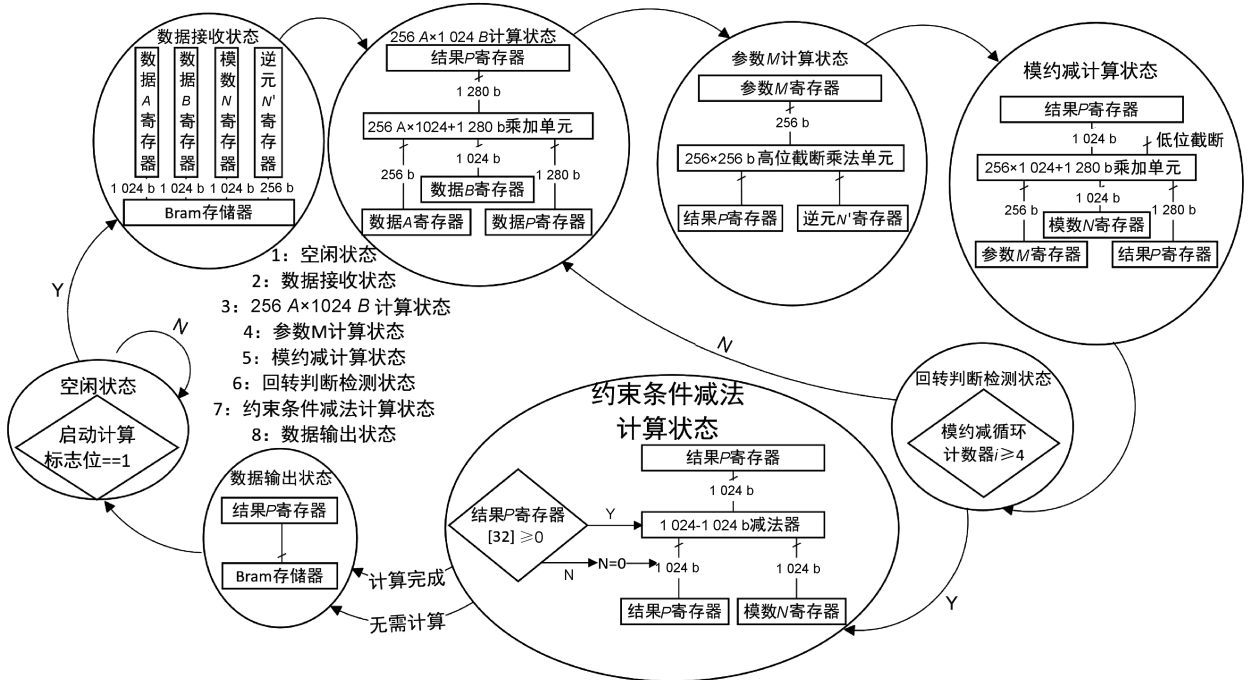 数据接收状态
数据A寄存器
数据B寄存器
模数N寄存器
逆元N'寄存器
1 024 b 1 024 b 1 024 b 256 b
Bram存储器
256 A×1 024 B计算状态
结果P寄存器
1 280 b
256 A×1024+1 280 b乘加单元
256 b
1 024 b
1 280 b
数据B寄存器
数据A寄存器
数据P寄存器
参数M计算状态
参数M寄存器
256 b
256×256 b高位截断乘法单元
结果P寄存器
逆元N'寄存器
模约减计算状态
结果P寄存器
1 024 b
低位截断
256×1 024+1 280 b乘加单元
256 b
1 024 b
1 280 b
模数N寄存器
参数M寄存器
结果P寄存器
1：空闲状态
2：数据接收状态
3：256 A×1024 B 计算状态
4：参数M计算状态
5：模约减计算状态
6：回转判断检测状态
7：约束条件减法计算状态
8：数据输出状态
Y
N
空闲状态
启动计算
标志位==1
N
回转判断检测状态
模约减循环
计数器i≥4
Y
约束条件减法
计算状态
结果P寄存器
1 024 b
结果P寄存器
[32] ≥0
Y
1 024-1 024 b减法器
N
N=0
1 024 b
1 024 b
结果P寄存器
模数N寄存器
计算完成
无需计算
数据输出状态
结果P寄存器
Bram存储器